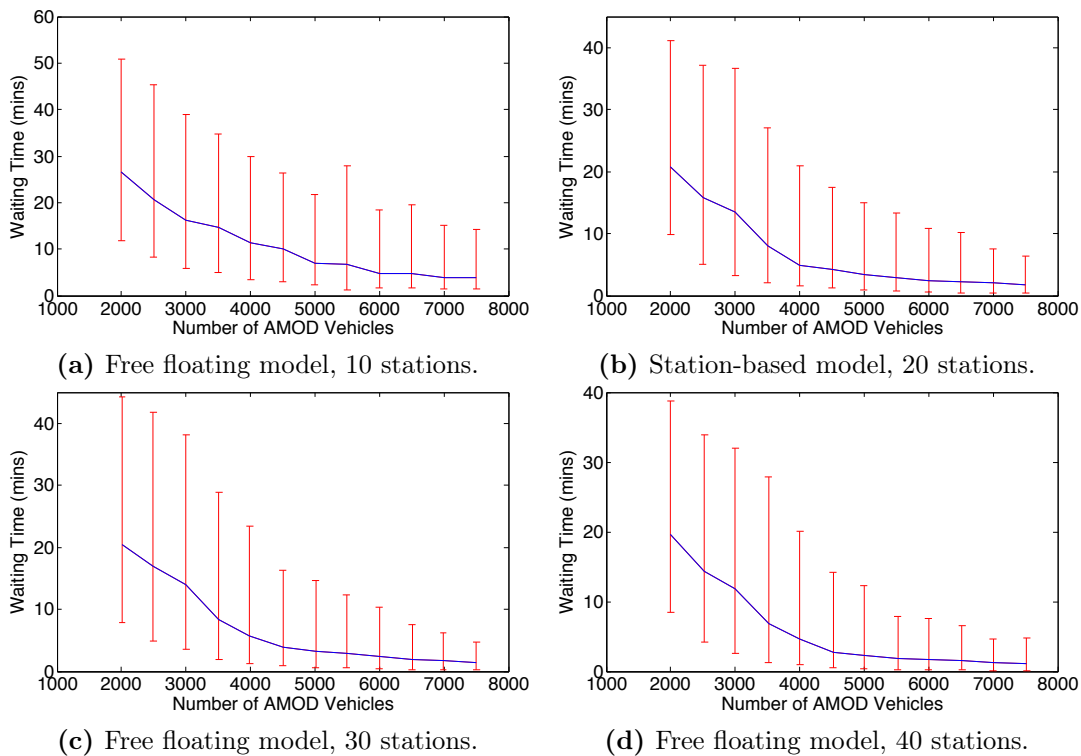 60
50
40
30
20
10
0
Waiting Time (mins)
1000 2000 3000 4000 5000 6000 7000 8000
Number of AMOD Vehicles
(a) Free floating model, 10 stations.
40
30
20
10
0
Waiting Time (mins)
1000 2000 3000 4000 5000 6000 7000 8000
Number of AMOD Vehicles
(b) Station-based model, 20 stations.
40
30
20
10
0
Waiting Time (mins)
1000 2000 3000 4000 5000 6000 7000 8000
Number of AMOD Vehicles
(c) Free floating model, 30 stations.
40
30
20
10
0
Waiting Time (mins)
1000 2000 3000 4000 5000 6000 7000 8000
Number of AMOD Vehicles
(d) Free floating model, 40 stations.